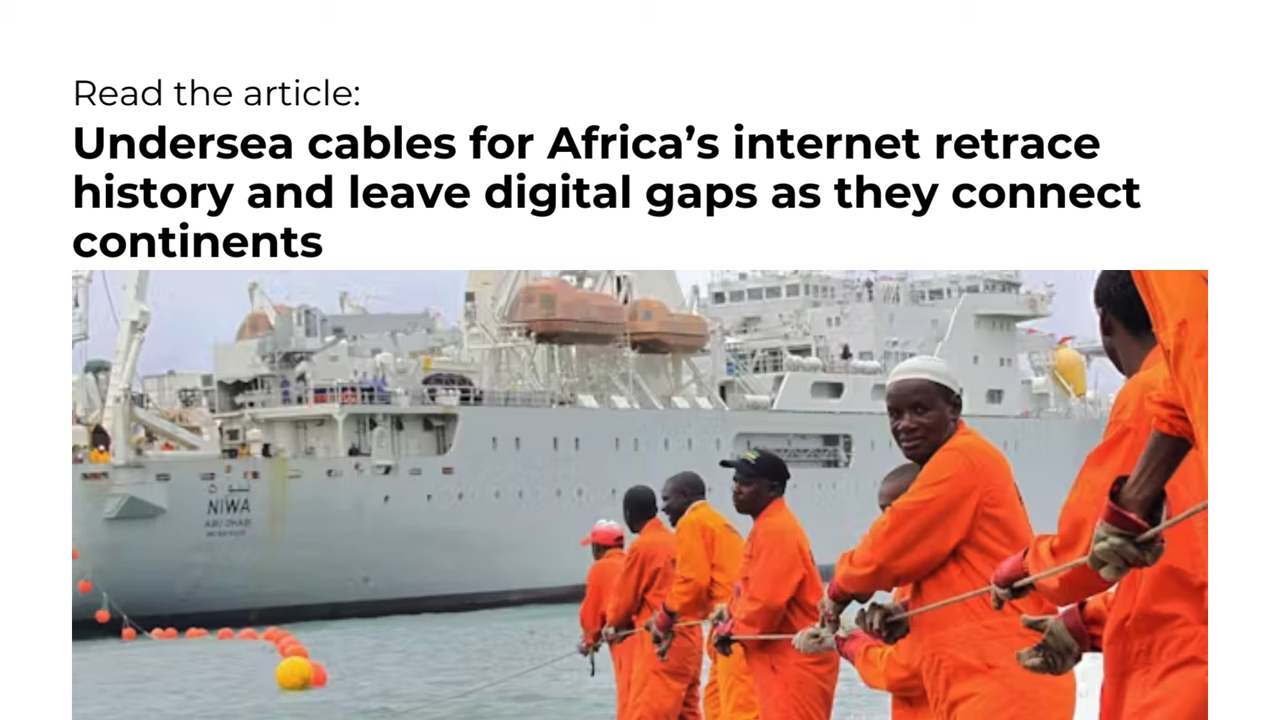 Read the article:
Undersea cables for Africa’s internet retrace
history and leave digital gaps as they connect
continents
NIWA
ABU DHABI